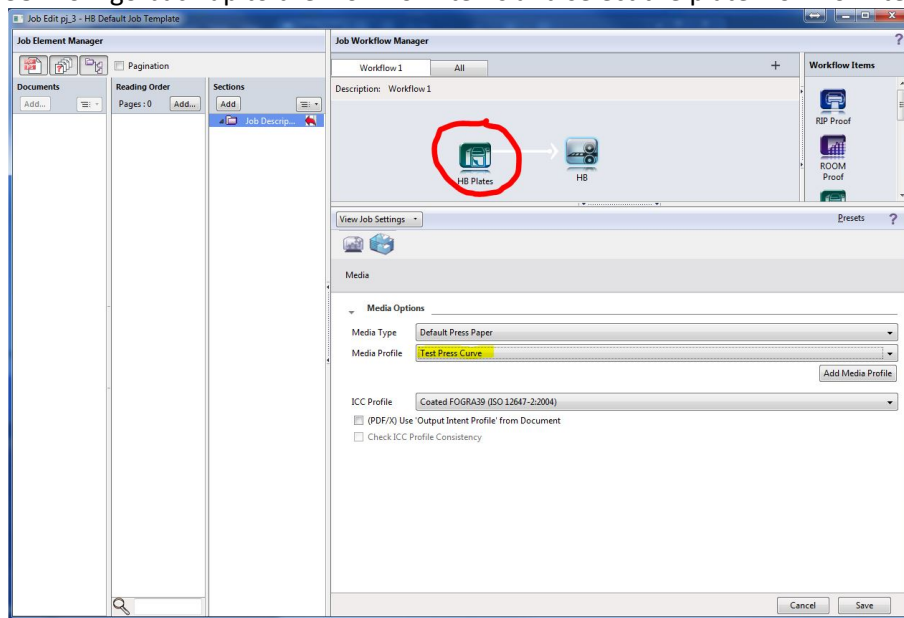 Job Edit pj_3 - HB Default Job Template
Job Element Manager
Pagination
Documents
Reading Order
Sections
Add...
Pages : 0
Add...
Add
Job Descrip...
Job Workflow Manager
?
Workflow 1
All
+
Workflow Items
Description: Workflow 1
HB Plates
HB
RIP Proof
ROOM
Proof
View Job Settings
Presets
?
Media
Media Options
Media Type
Default Press Paper
Media Profile
Test Press Curve
Add Media Profile
ICC Profile
Coated FOGRA39 (ISO 12647-2:2004)
(PDF/X) Use 'Output Intent Profile' from Document
Check ICC Profile Consistency
Cancel
Save